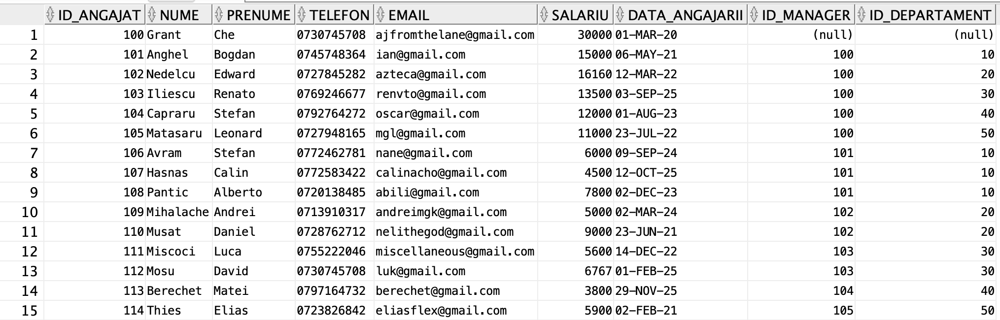 ID_ANGAJAT NUME PRENUME TELEFON EMAIL SALARIU DATA_ANGAJARII ID_MANAGER ID_DEPARTAMENT
1 100 Grant Che 0730745708 ajfromthelane@gmail.com 30000 01-MAR-20 (null) (null)
2 101 Anghel Bogdan 0745748364 ian@gmail.com 15000 06-MAY-21 100 10
3 102 Nedelcu Edward 0727845282 azteca@gmail.com 16160 12-MAR-22 100 20
4 103 Iliescu Renato 0769246677 renvto@gmail.com 13500 03-SEP-25 100 30
5 104 Capraru Stefan 0792764272 oscar@gmail.com 12000 01-AUG-23 100 40
6 105 Matasaru Leonard 0727948165 mgl@gmail.com 11000 23-JUL-22 100 50
7 106 Avram Stefan 0772462781 nane@gmail.com 6000 09-SEP-24 101 10
8 107 Hasnas Calin 0772583422 calinacho@gmail.com 4500 12-OCT-25 101 10
9 108 Pantic Alberto 0720138485 abili@gmail.com 7800 02-DEC-23 101 10
10 109 Mihalache Andrei 0713910317 andreimgk@gmail.com 5000 02-MAR-24 102 20
11 110 Musat Daniel 0728762712 nelithegod@gmail.com 9000 23-JUN-21 102 20
12 111 Miscoci Luca 0755222046 miscellaneous@gmail.com 5600 14-DEC-22 103 30
13 112 Mosu David 0730745708 luk@gmail.com 6767 01-FEB-25 103 30
14 113 Berechet Matei 0797164732 berechet@gmail.com 3800 29-NOV-25 104 40
15 114 Thies Elias 0723826842 eliasflex@gmail.com 5900 02-FEB-21 105 50